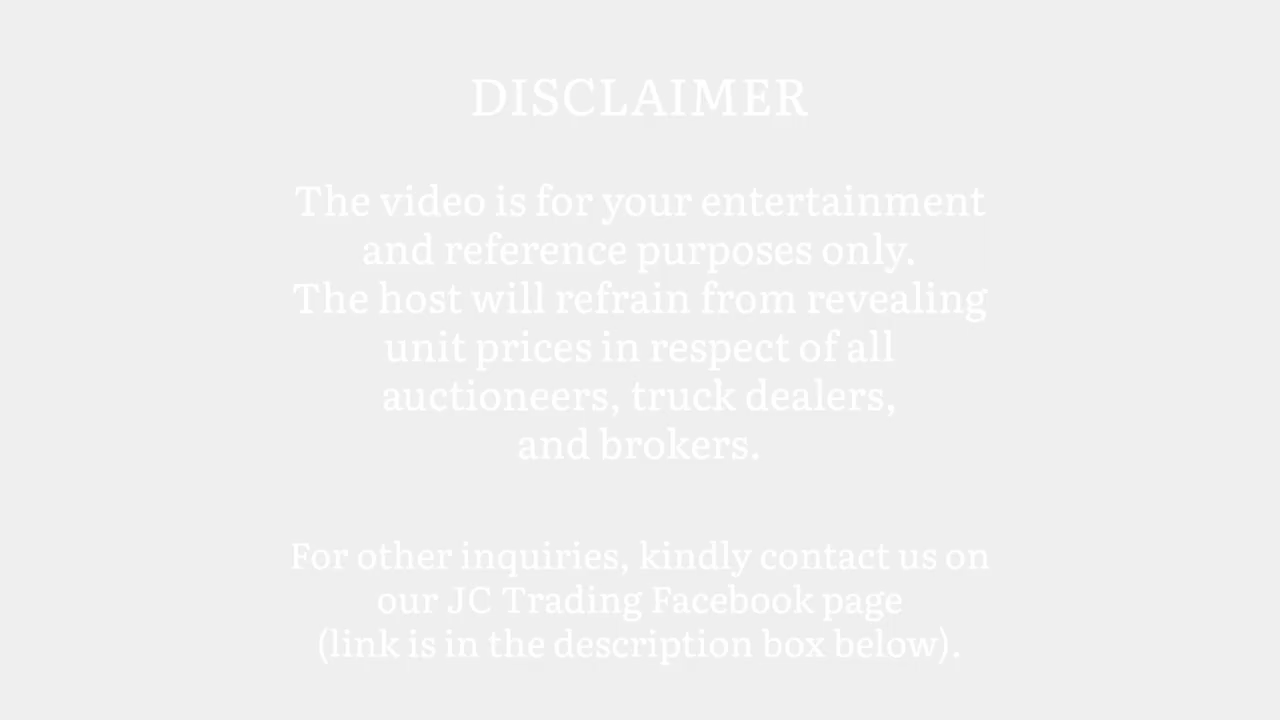 DISCLAIMER
The video is for your entertainment
and reference purposes only.
The host will refrain from revealing
unit prices in respect of all
auctioneers, truck dealers,
and brokers.
For other inquiries, kindly contact us on
our JC Trading Facebook page
(link is in the description box below).